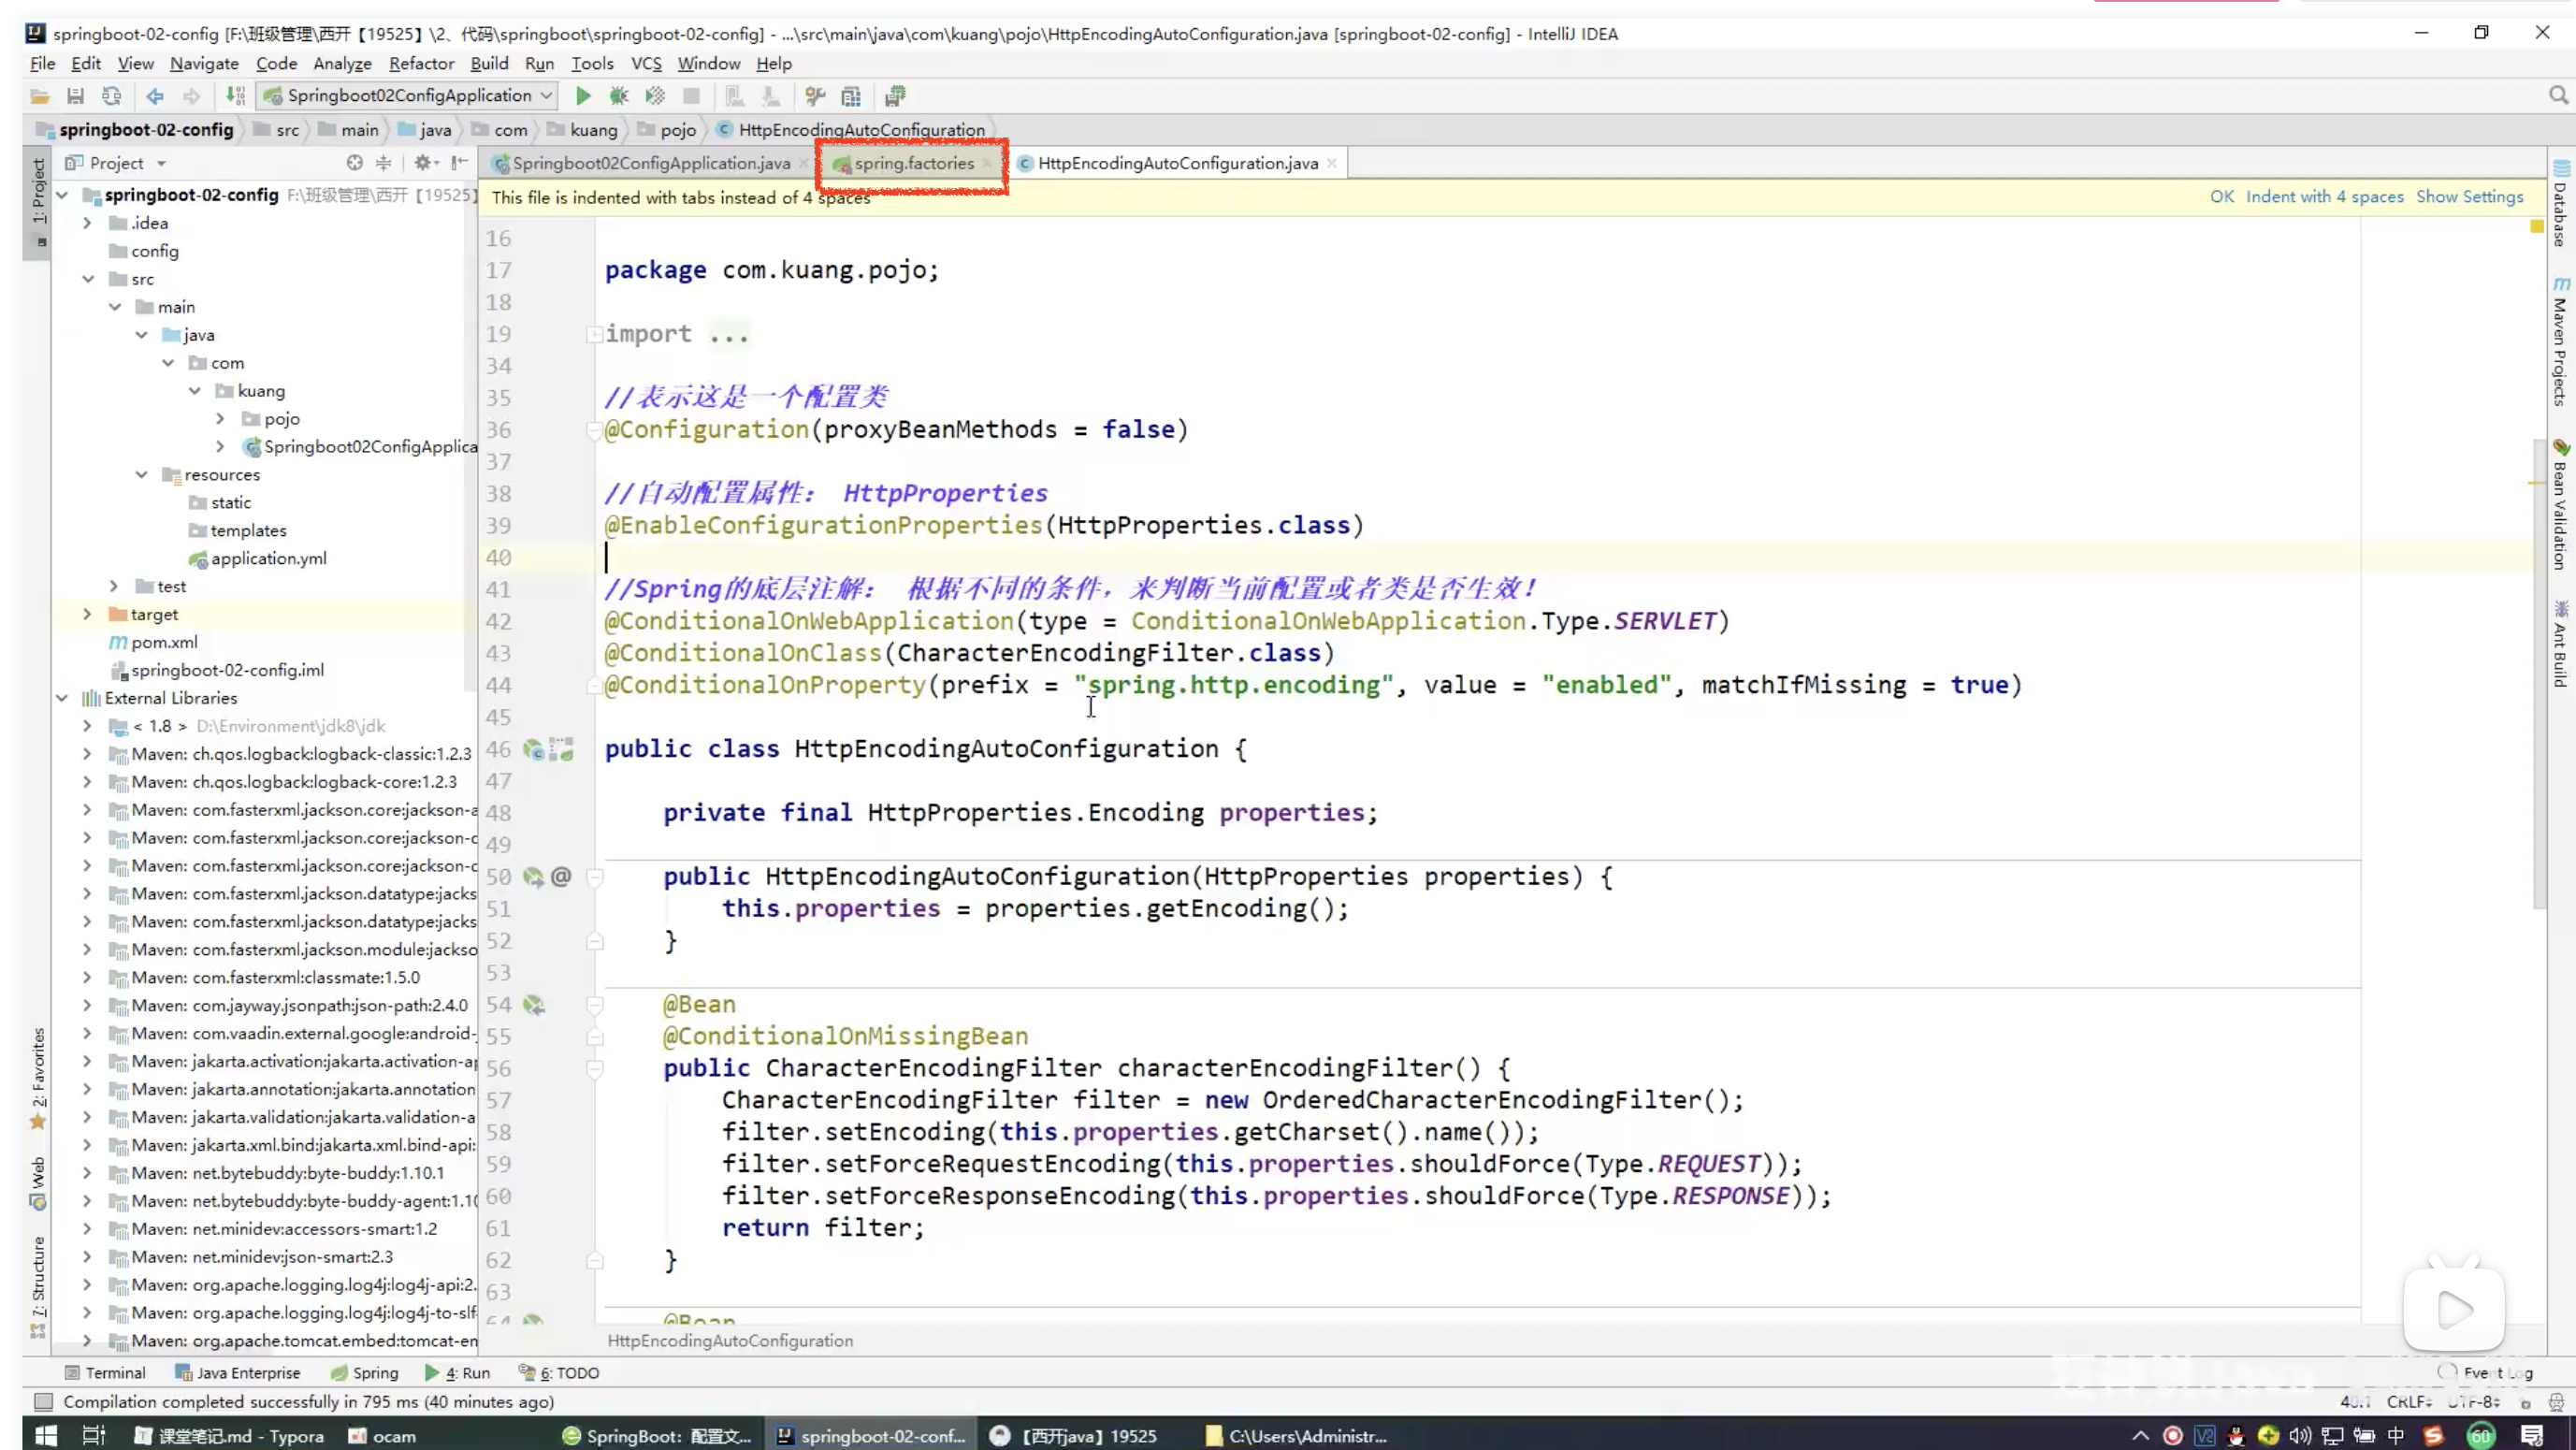 springboot-02-config [F:\班级管理\西开【19525】\2、代码\springboot\springboot-02-config] - ...\src\main\java\com\kuang\pojo\HttpEncodingAutoConfiguration.java [springboot-02-config] - IntelliJ IDEA
File Edit View Navigate Code Analyze Refactor Build Run Tools VCS Window Help
Springboot02ConfigApplication
springboot-02-config src main java com kuang pojo HttpEncodingAutoConfiguration
Project
Springboot02ConfigApplication.java spring.factories HttpEncodingAutoConfiguration.java
This file is indented with tabs instead of 4 spaces OK Indent with 4 spaces Show Settings
1: Project
springboot-02-config F:\班级管理\西开【19525】
.idea
config
src
main
java
com
kuang
pojo
Springboot02ConfigApplica
resources
static
templates
application.yml
test
target
pom.xml
springboot-02-config.iml
External Libraries
< 1.8 > D:\Environment\jdk8\jdk
Maven: ch.qos.logback:logback-classic:1.2.3
Maven: ch.qos.logback:logback-core:1.2.3
Maven: com.fasterxml.jackson.core:jackson-a
Maven: com.fasterxml.jackson.core:jackson-c
Maven: com.fasterxml.jackson.core:jackson-c
Maven: com.fasterxml.jackson.datatype:jacks
Maven: com.fasterxml.jackson.datatype:jacks
Maven: com.fasterxml.jackson.module:jackso
Maven: com.fasterxml:classmate:1.5.0
Maven: com.jayway.jsonpath:json-path:2.4.0
Maven: com.vaadin.external.google:android-
Maven: jakarta.activation:jakarta.activation-ap
Maven: jakarta.annotation:jakarta.annotation
Maven: jakarta.validation:jakarta.validation-a
Maven: jakarta.xml.bind:jakarta.xml.bind-api:
Maven: net.bytebuddy:byte-buddy:1.10.1
Maven: net.bytebuddy:byte-buddy-agent:1.10
Maven: net.minidev:accessors-smart:1.2
Maven: net.minidev:json-smart:2.3
Maven: org.apache.logging.log4j:log4j-api:2.
Maven: org.apache.logging.log4j:log4j-to-slf
Maven: org.apache.tomcat.embed:tomcat-em
2: Favorites
Web
7: Structure
16
17 package com.kuang.pojo;
18
19 import ...
34
35 //表示这是一个配置类
36 @Configuration(proxyBeanMethods = false)
37
38 //自动配置属性： HttpProperties
39 @EnableConfigurationProperties(HttpProperties.class)
40
41 //Spring的底层注解： 根据不同的条件，来判断当前配置或者类是否生效！
42 @ConditionalOnWebApplication(type = ConditionalOnWebApplication.Type.SERVLET)
43 @ConditionalOnClass(CharacterEncodingFilter.class)
44 @ConditionalOnProperty(prefix = "spring.http.encoding", value = "enabled", matchIfMissing = true)
45
46 public class HttpEncodingAutoConfiguration {
47
48 private final HttpProperties.Encoding properties;
49
50 @ public HttpEncodingAutoConfiguration(HttpProperties properties) {
51 this.properties = properties.getEncoding();
52 }
53
54 @Bean
55 @ConditionalOnMissingBean
56 public CharacterEncodingFilter characterEncodingFilter() {
57 CharacterEncodingFilter filter = new OrderedCharacterEncodingFilter();
58 filter.setEncoding(this.properties.getCharset().name());
59 filter.setForceRequestEncoding(this.properties.shouldForce(Type.REQUEST));
60 filter.setForceResponseEncoding(this.properties.shouldForce(Type.RESPONSE));
61 return filter;
62 }
63
64 @Bean
HttpEncodingAutoConfiguration
Database
Maven Projects
Bean Validation
Ant Build
Terminal Java Enterprise Spring 4: Run 6: TODO Event Log
Compilation completed successfully in 795 ms (40 minutes ago) 40:1 CRLF UTF-8
课堂笔记.md - Typora ocam SpringBoot：配置文... springboot-02-conf... 【西开java】19525 C:\Users\Administr... 中 60